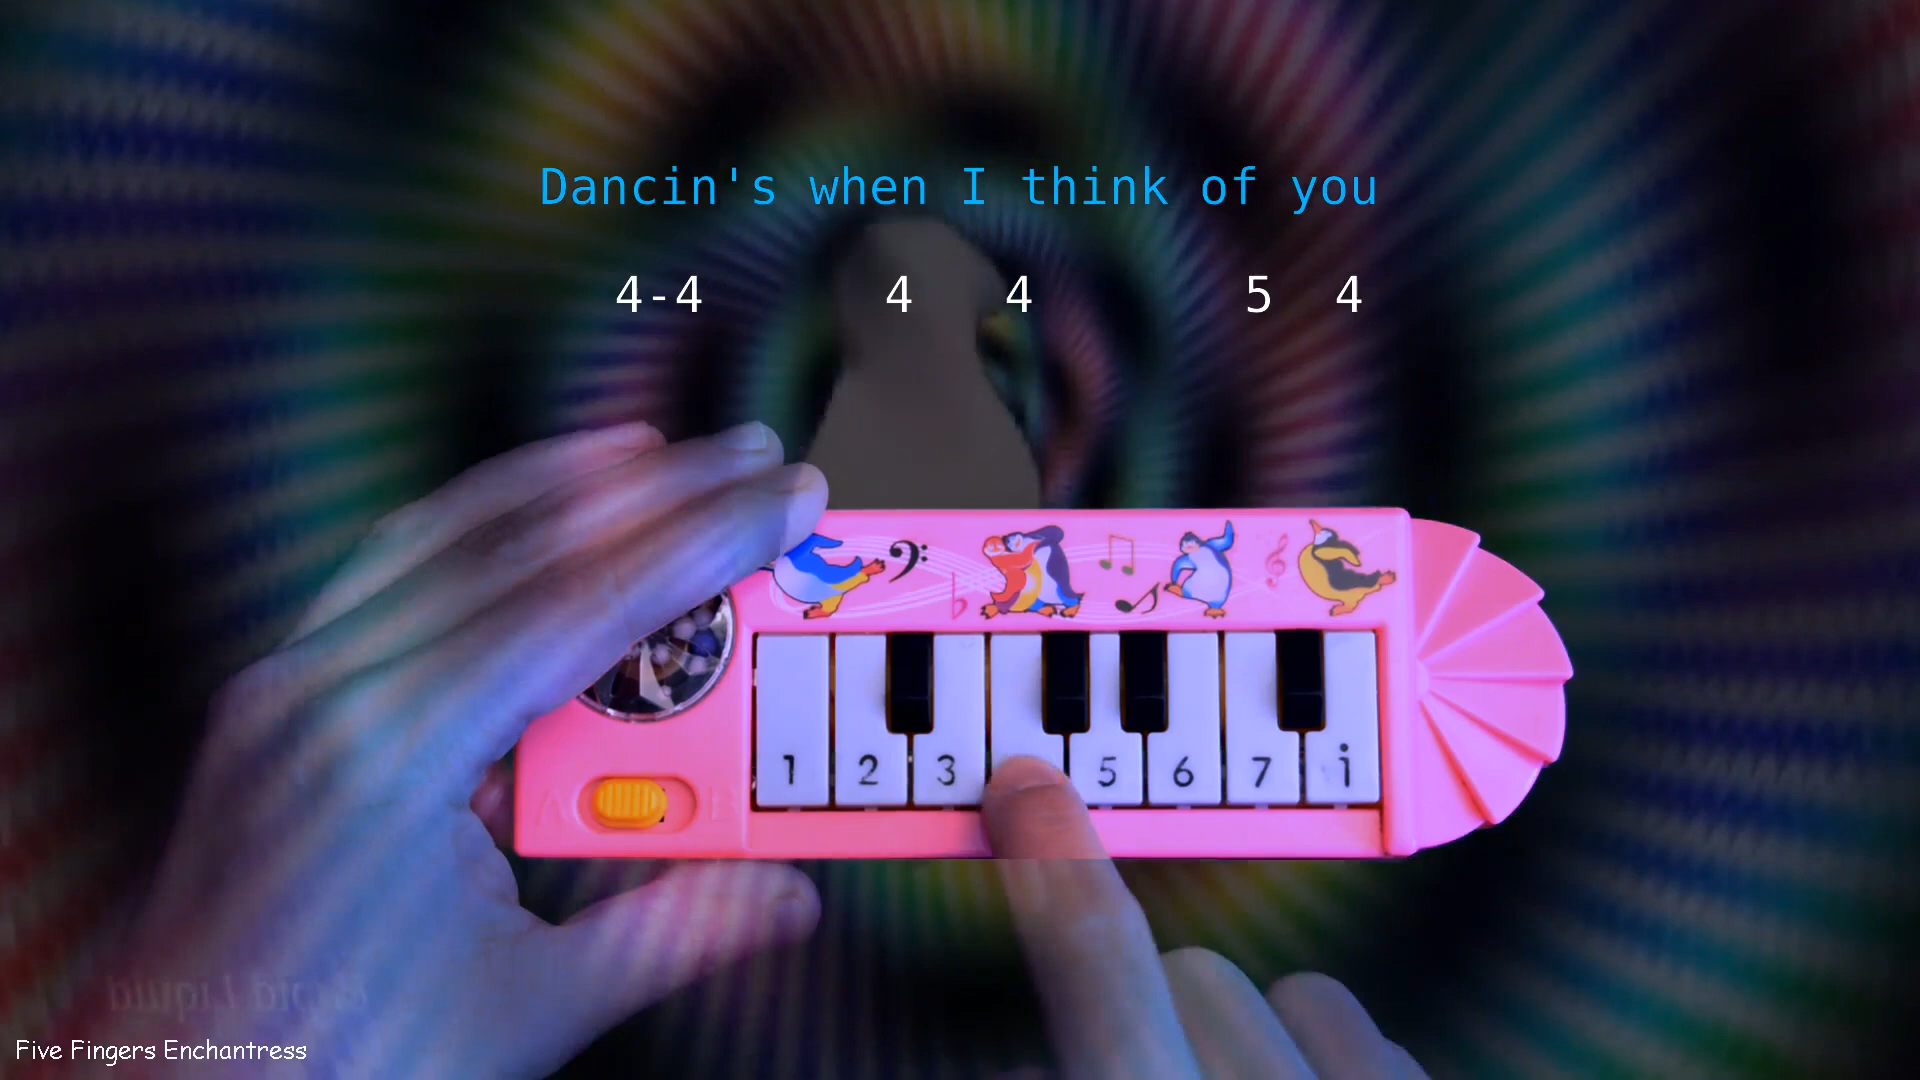 Dancin's when I think of you
4-4 4 4 5 4
1 2 3 5 6 7 i
Five Fingers Enchantress